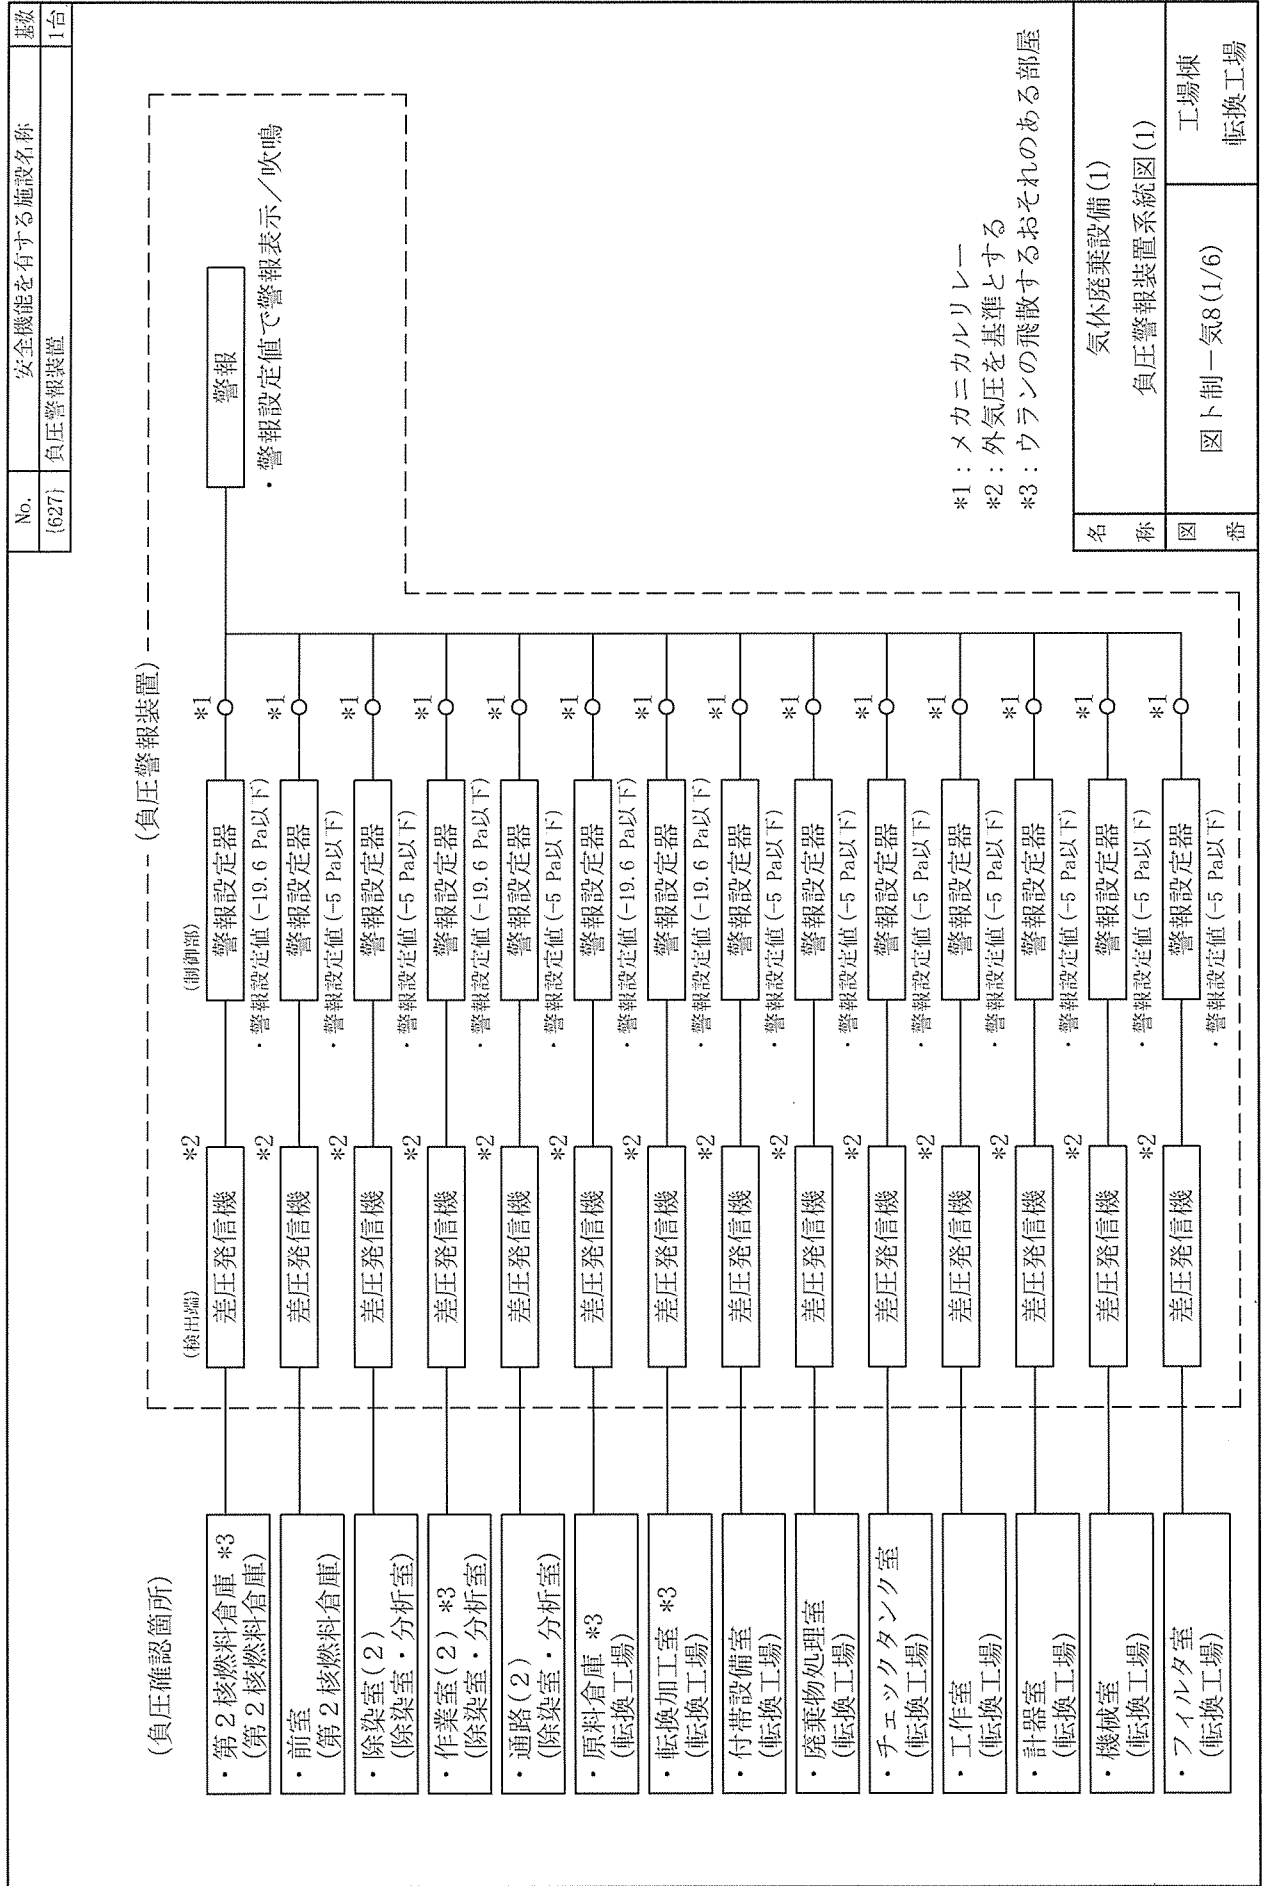 No. 安全機能を有する施設名称 基数
{627} 負圧警報装置 1台
(負圧警報装置)
(負圧確認箇所)
(検出端)
(制御部)
・第2核燃料倉庫 *3
(第2核燃料倉庫)
差圧発信機 *2
警報設定器 *1
・警報設定値(-19.6 Pa以下)
警報
・警報設定値で警報表示/吹鳴
・前室
(第2核燃料倉庫)
差圧発信機 *2
警報設定器 *1
・警報設定値(-5 Pa以下)
・除染室(2)
(除染室・分析室)
差圧発信機 *2
警報設定器 *1
・警報設定値(-5 Pa以下)
・作業室(2) *3
(除染室・分析室)
差圧発信機 *2
警報設定器 *1
・警報設定値(-19.6 Pa以下)
・通路(2)
(除染室・分析室)
差圧発信機 *2
警報設定器 *1
・警報設定値(-5 Pa以下)
・原料倉庫 *3
(転換工場)
差圧発信機 *2
警報設定器 *1
・警報設定値(-19.6 Pa以下)
・転換加工室 *3
(転換工場)
差圧発信機 *2
警報設定器 *1
・警報設定値(-19.6 Pa以下)
・付帯設備室
(転換工場)
差圧発信機 *2
警報設定器 *1
・警報設定値(-5 Pa以下)
・廃棄物処理室
(転換工場)
差圧発信機 *2
警報設定器 *1
・警報設定値(-5 Pa以下)
・チェックタンク室
(転換工場)
差圧発信機 *2
警報設定器 *1
・警報設定値(-5 Pa以下)
・工作室
(転換工場)
差圧発信機 *2
警報設定器 *1
・警報設定値(-5 Pa以下)
・計器室
(転換工場)
差圧発信機 *2
警報設定器 *1
・警報設定値(-5 Pa以下)
・機械室
(転換工場)
差圧発信機 *2
警報設定器 *1
・警報設定値(-5 Pa以下)
・フィルタ室
(転換工場)
差圧発信機 *2
警報設定器 *1
・警報設定値(-5 Pa以下)
*1:メカニカルリレー
*2:外気圧を基準とする
*3:ウランの飛散するおそれのある部屋
名称 気体廃棄設備(1)
負圧警報装置系統図(1)
図番 図ト制-気8(1/6)
工場棟
転換工場